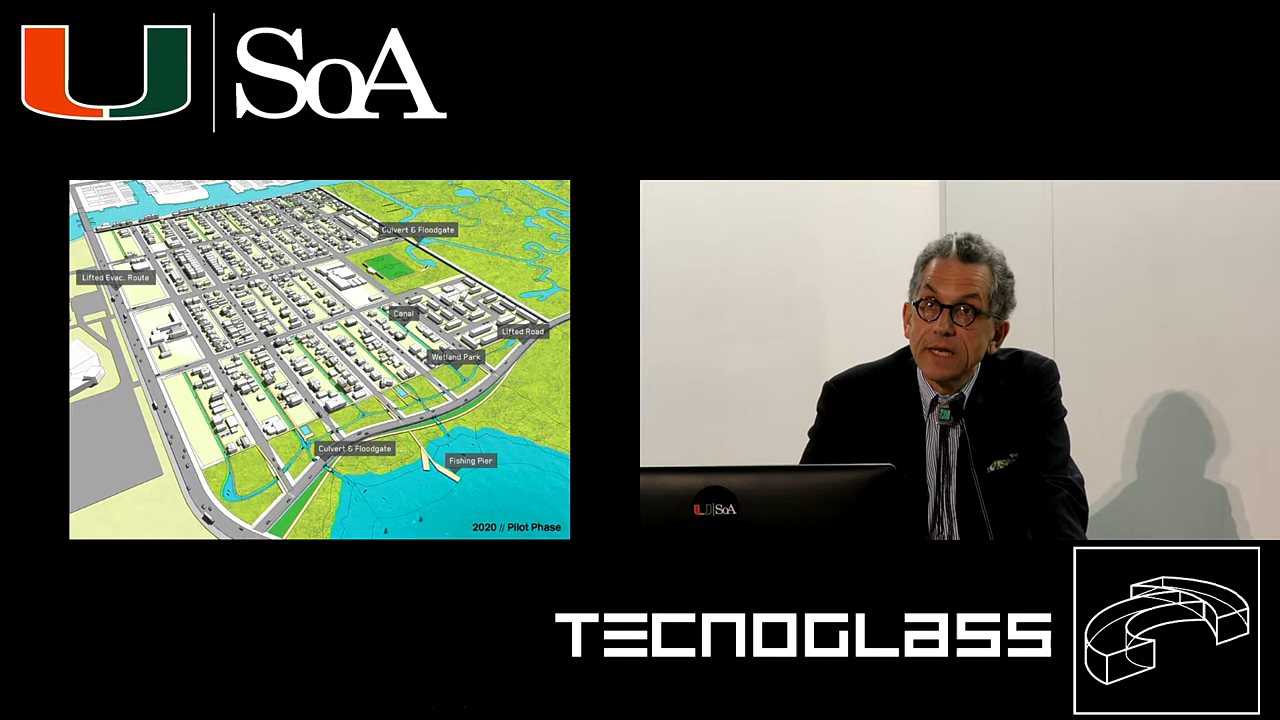 U SoA
Culvert & Floodgate
Lifted Evac. Route
Canal
Lifted Road
Wetland Park
Culvert & Floodgate
Fishing Pier
2020 // Pilot Phase
U SoA
TECNOGLASS